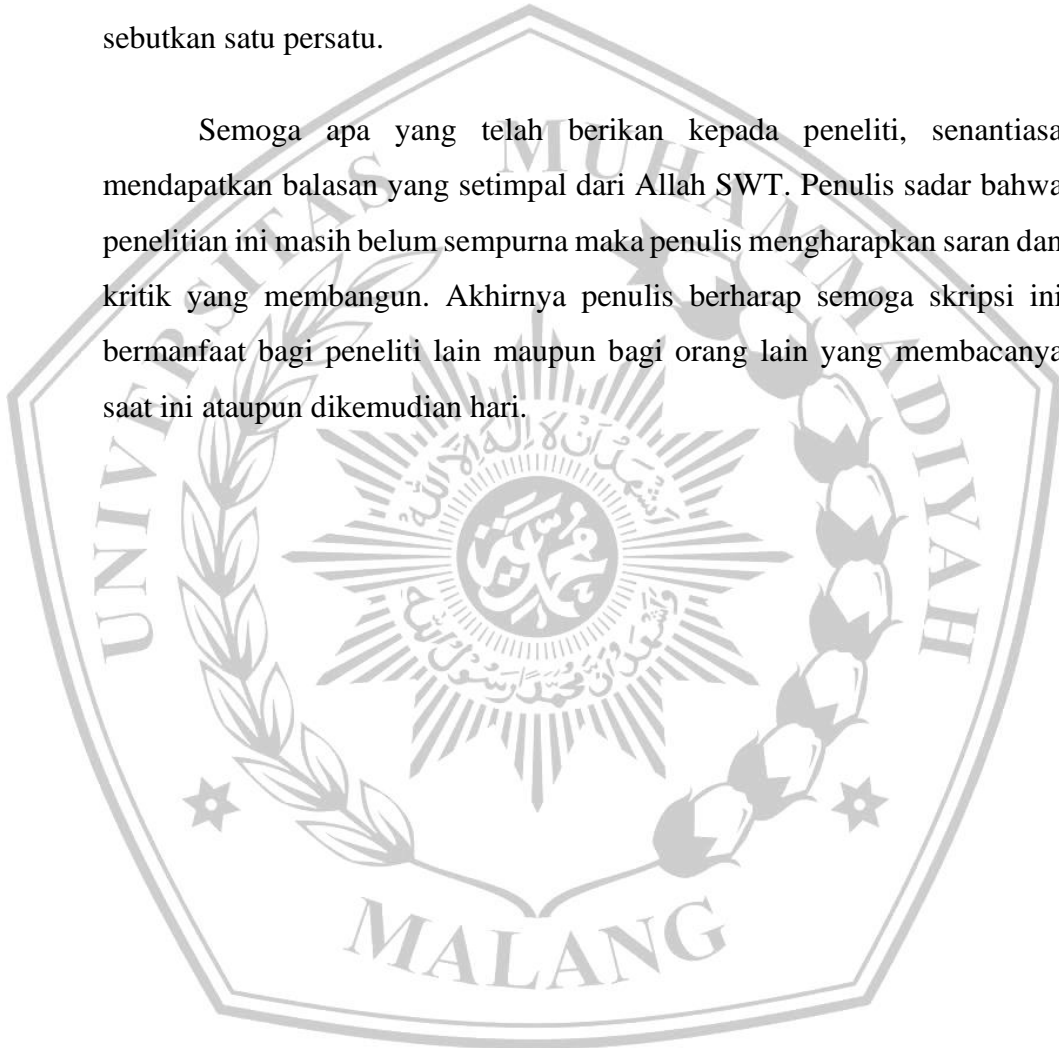 sebutkan satu persatu.
Semoga apa yang telah berikan kepada peneliti, senantiasa
mendapatkan balasan yang setimpal dari Allah SWT. Penulis sadar bahwa
penelitian ini masih belum sempurna maka penulis mengharapkan saran dan
kritik yang membangun. Akhirnya penulis berharap semoga skripsi ini
bermanfaat bagi peneliti lain maupun bagi orang lain yang membacanya
saat ini ataupun dikemudian hari.
UNIVERSITAS MUHAMMADIYAH
MALANG